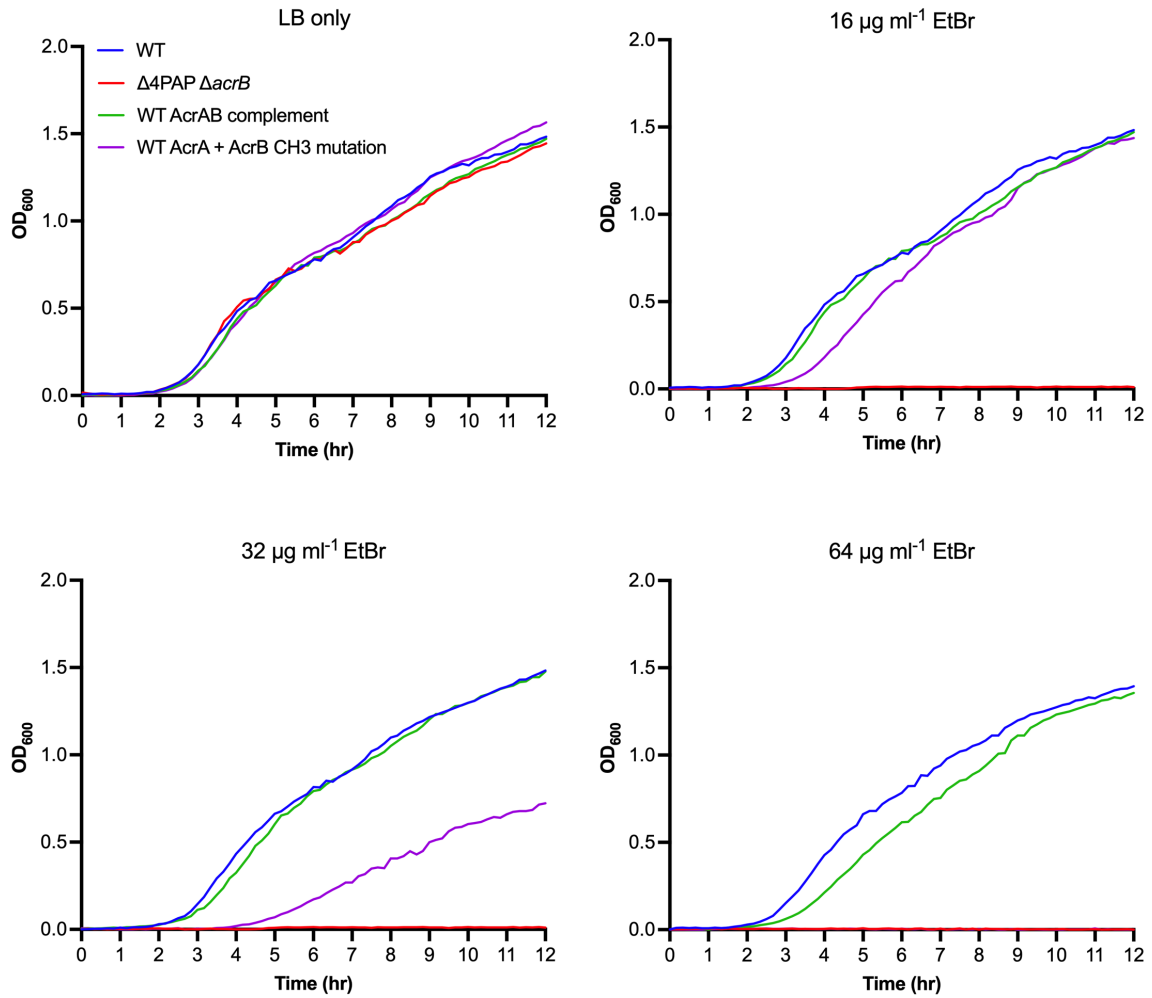 LB only
2.0
WT
Δ4PAP ΔacrB
WT AcrAB complement
WT AcrA + AcrB CH3 mutation
1.5
1.0
0.5
0.0
OD600
0 1 2 3 4 5 6 7 8 9 10 11 12
Time (hr)
16 µg ml-1 EtBr
2.0
1.5
1.0
0.5
0.0
OD600
0 1 2 3 4 5 6 7 8 9 10 11 12
Time (hr)
32 µg ml-1 EtBr
2.0
1.5
1.0
0.5
0.0
OD600
0 1 2 3 4 5 6 7 8 9 10 11 12
Time (hr)
64 µg ml-1 EtBr
2.0
1.5
1.0
0.5
0.0
OD600
0 1 2 3 4 5 6 7 8 9 10 11 12
Time (hr)